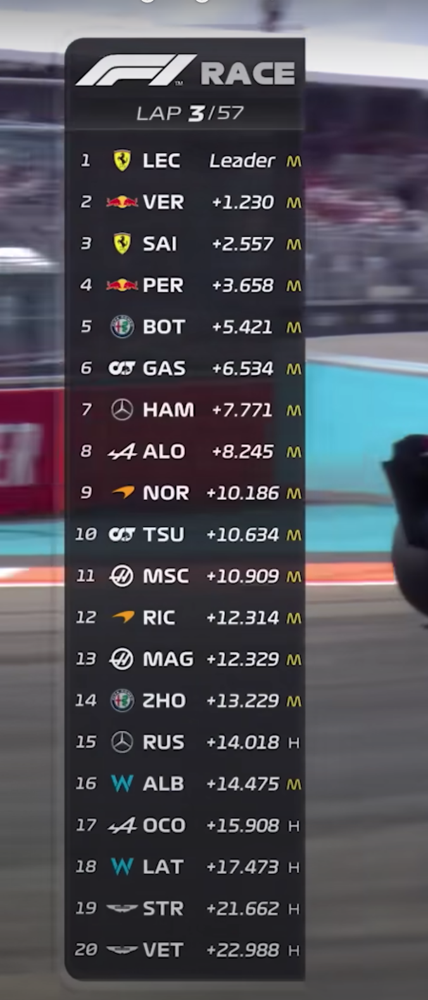 F1™ RACE
LAP 3/57
1 LEC Leader M
2 VER +1.230 M
3 SAI +2.557 M
4 PER +3.658 M
5 BOT +5.421 M
6 GAS +6.534 M
7 HAM +7.771 M
8 ALO +8.245 M
9 NOR +10.186 M
10 TSU +10.634 M
11 MSC +10.909 M
12 RIC +12.314 M
13 MAG +12.329 M
14 ZHO +13.229 M
15 RUS +14.018 H
16 ALB +14.475 M
17 OCO +15.908 H
18 LAT +17.473 H
19 STR +21.662 H
20 VET +22.988 H